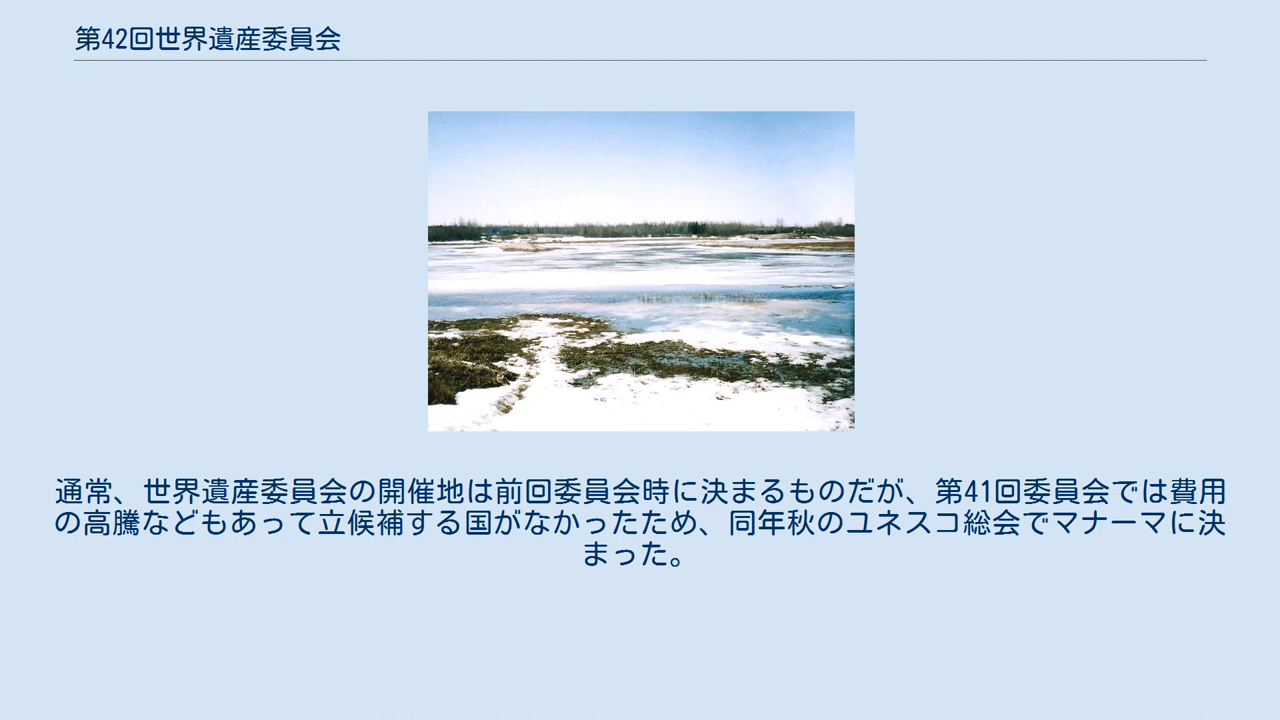 第42回世界遺産委員会
通常、世界遺産委員会の開催地は前回委員会時に決まるものだが、第41回委員会では費用
の高騰などもあって立候補する国がなかったため、同年秋のユネスコ総会でマナーマに決
まった。